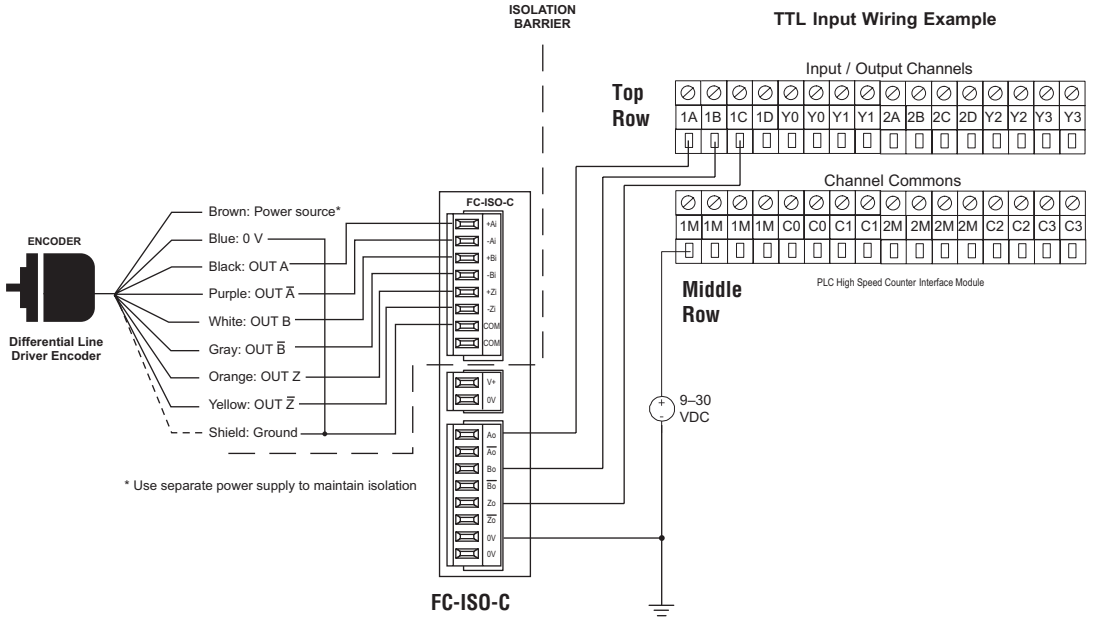 ISOLATION
BARRIER
TTL Input Wiring Example
Input / Output Channels
Top
Row
1A 1B 1C 1D Y0 Y0 Y1 Y1 2A 2B 2C 2D Y2 Y2 Y3 Y3
Channel Commons
1M 1M 1M 1M C0 C0 C1 C1 2M 2M 2M 2M C2 C2 C3 C3
PLC High Speed Counter Interface Module
Middle
Row
9–30
VDC
+
-
ENCODER
Differential Line
Driver Encoder
Brown: Power source*
Blue: 0 V
Black: OUT A
Purple: OUT A̅
White: OUT B
Gray: OUT B̅
Orange: OUT Z
Yellow: OUT Z̅
Shield: Ground
* Use separate power supply to maintain isolation
FC-ISO-C
+Ai
-Ai
+Bi
-Bi
+Zi
-Zi
COM
COM
V+
0V
Ao
A̅o̅
Bo
B̅o̅
Zo
Z̅o̅
0V
0V
FC-ISO-C